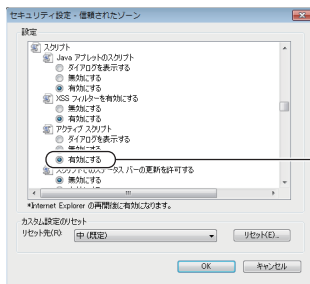 セキュリティ設定 - 信頼されたゾーン
設定
スクリプト
Java アプレットのスクリプト
ダイアログを表示する
無効にする
有効にする
XSS フィルターを有効にする
無効にする
有効にする
アクティブ スクリプト
ダイアログを表示する
無効にする
有効にする
スクリプトでのステータス バーの更新を許可する
無効にする
*Internet Explorer の再開後に有効になります。
カスタム設定のリセット
リセット先(R):
中 (既定)
リセット(E)...
OK
キャンセル